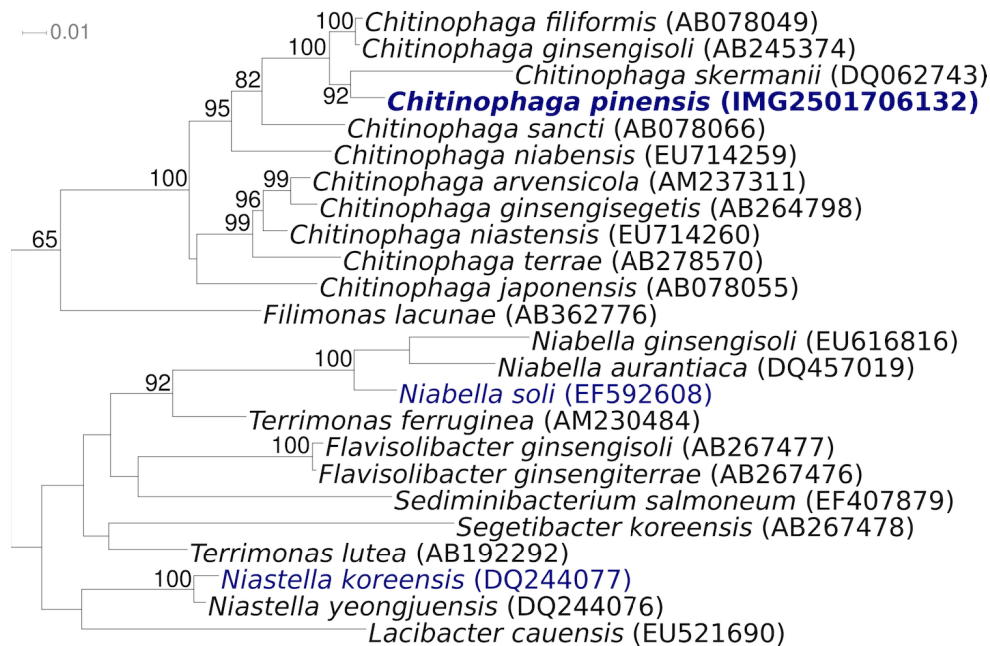 0.01
100
Chitinophaga filiformis (AB078049)
100
Chitinophaga ginsengisoli (AB245374)
Chitinophaga skermanii (DQ062743)
82
92
Chitinophaga pinensis (IMG2501706132)
95
Chitinophaga sancti (AB078066)
Chitinophaga niabensis (EU714259)
100
99
Chitinophaga arvensicola (AM237311)
96
Chitinophaga ginsengisegetis (AB264798)
99
Chitinophaga niastensis (EU714260)
65
Chitinophaga terrae (AB278570)
Chitinophaga japonensis (AB078055)
Filimonas lacunae (AB362776)
Niabella ginsengisoli (EU616816)
100
Niabella aurantiaca (DQ457019)
92
Niabella soli (EF592608)
Terrimonas ferruginea (AM230484)
100
Flavisolibacter ginsengisoli (AB267477)
Flavisolibacter ginsengiterrae (AB267476)
Sediminibacterium salmoneum (EF407879)
Segetibacter koreensis (AB267478)
Terrimonas lutea (AB192292)
100
Niastella koreensis (DQ244077)
Niastella yeongjuensis (DQ244076)
Lacibacter cauensis (EU521690)